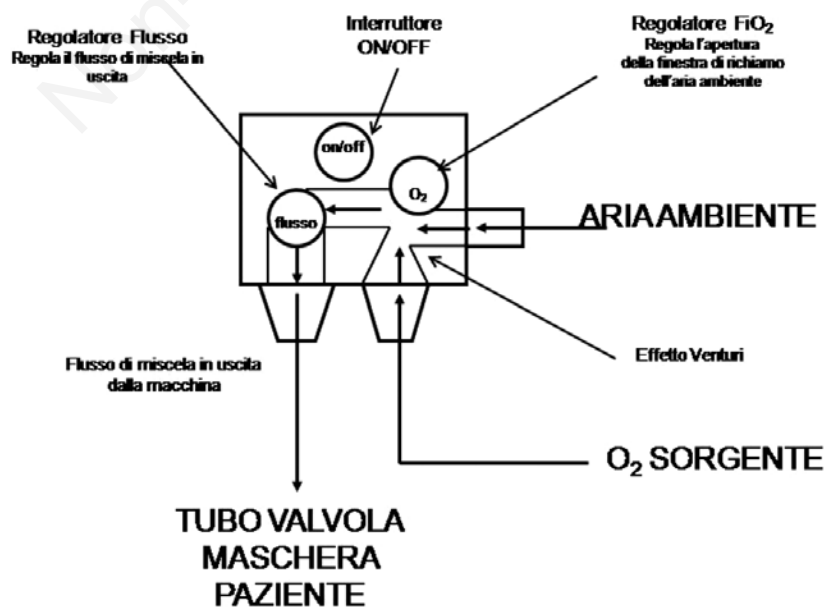 Regolatore Flusso
Regola il flusso di miscela in
uscita
Interruttore
ON/OFF
Regolatore FiO2
Regola l'apertura
della finestra di richiamo
dell'aria ambiente
on/off
O2
flusso
ARIA AMBIENTE
Flusso di miscela in uscita
dalla macchina
Effetto Venturi
O2 SORGENTE
TUBO VALVOLA
MASCHERA
PAZIENTE